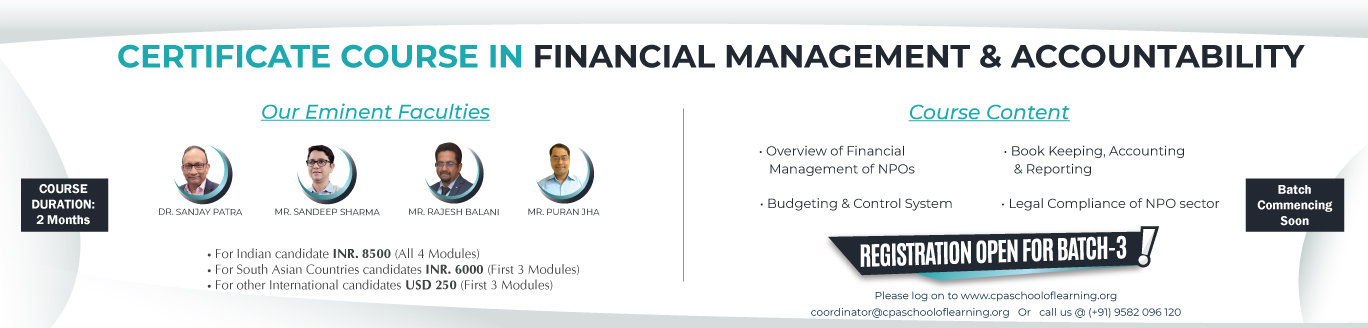 CERTIFICATE COURSE IN FINANCIAL MANAGEMENT & ACCOUNTABILITY
Our Eminent Faculties
DR. SANJAY PATRA
MR. SANDEEP SHARMA
MR. RAJESH BALANI
MR. PURAN JHA
COURSE
DURATION:
2 Months
• For Indian candidate INR. 8500 (All 4 Modules)
• For South Asian Countries candidates INR. 6000 (First 3 Modules)
• For other International candidates USD 250 (First 3 Modules)
Course Content
• Overview of Financial
Management of NPOs
• Book Keeping, Accounting
& Reporting
• Budgeting & Control System
• Legal Compliance of NPO sector
Batch
Commencing
Soon
REGISTRATION OPEN FOR BATCH-3!
Please log on to www.cpaschooloflearning.org
coordinator@cpaschooloflearning.org Or call us @ (+91) 9582 096 120